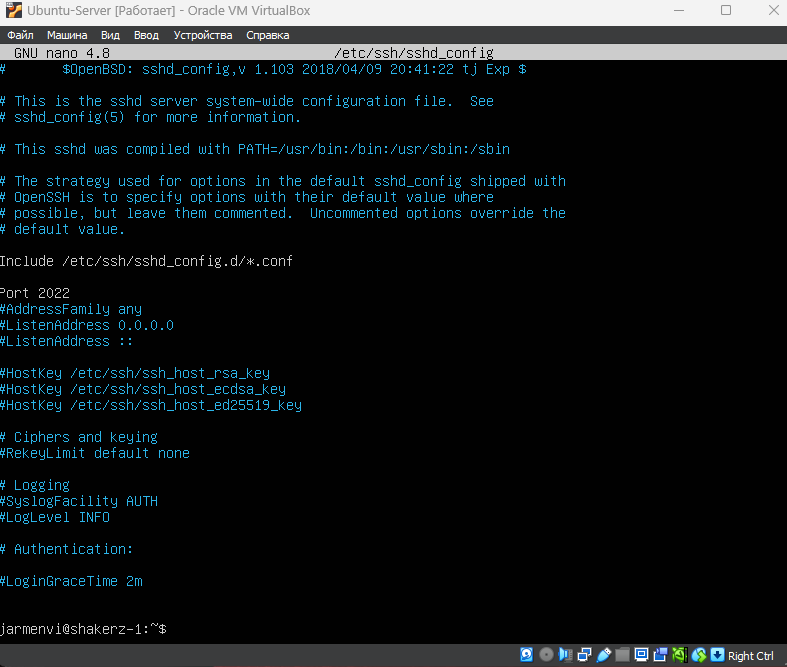 Ubuntu-Server [Работает] - Oracle VM VirtualBox
Файл Машина Вид Ввод Устройства Справка
GNU nano 4.8 /etc/ssh/sshd_config
# $OpenBSD: sshd_config,v 1.103 2018/04/09 20:41:22 tj Exp $
# This is the sshd server system-wide configuration file.  See
# sshd_config(5) for more information.
# This sshd was compiled with PATH=/usr/bin:/bin:/usr/sbin:/sbin
# The strategy used for options in the default sshd_config shipped with
# OpenSSH is to specify options with their default value where
# possible, but leave them commented.  Uncommented options override the
# default value.
Include /etc/ssh/sshd_config.d/*.conf
Port 2022
#AddressFamily any
#ListenAddress 0.0.0.0
#ListenAddress ::
#HostKey /etc/ssh/ssh_host_rsa_key
#HostKey /etc/ssh/ssh_host_ecdsa_key
#HostKey /etc/ssh/ssh_host_ed25519_key
# Ciphers and keying
#RekeyLimit default none
# Logging
#SyslogFacility AUTH
#LogLevel INFO
# Authentication:
#LoginGraceTime 2m
jarmenvi@shakerz-1:~$
Right Ctrl